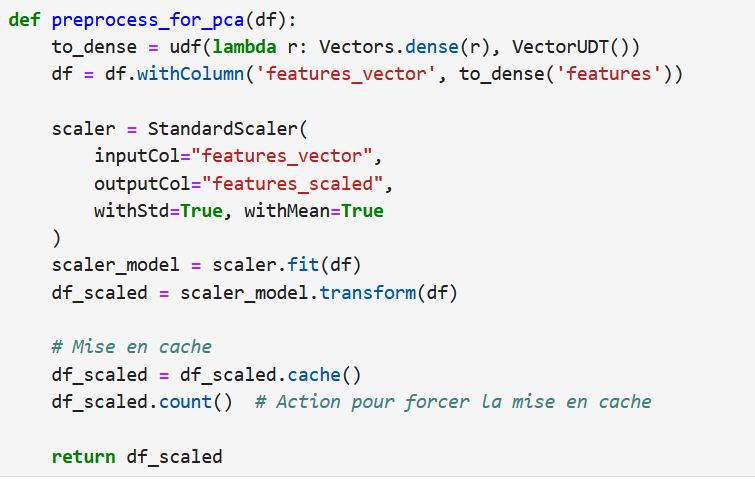 def preprocess_for_pca(df):
    to_dense = udf(lambda r: Vectors.dense(r), VectorUDT())
    df = df.withColumn('features_vector', to_dense('features'))

    scaler = StandardScaler(
        inputCol="features_vector",
        outputCol="features_scaled",
        withStd=True, withMean=True
    )
    scaler_model = scaler.fit(df)
    df_scaled = scaler_model.transform(df)

    # Mise en cache
    df_scaled = df_scaled.cache()
    df_scaled.count()  # Action pour forcer la mise en cache

    return df_scaled